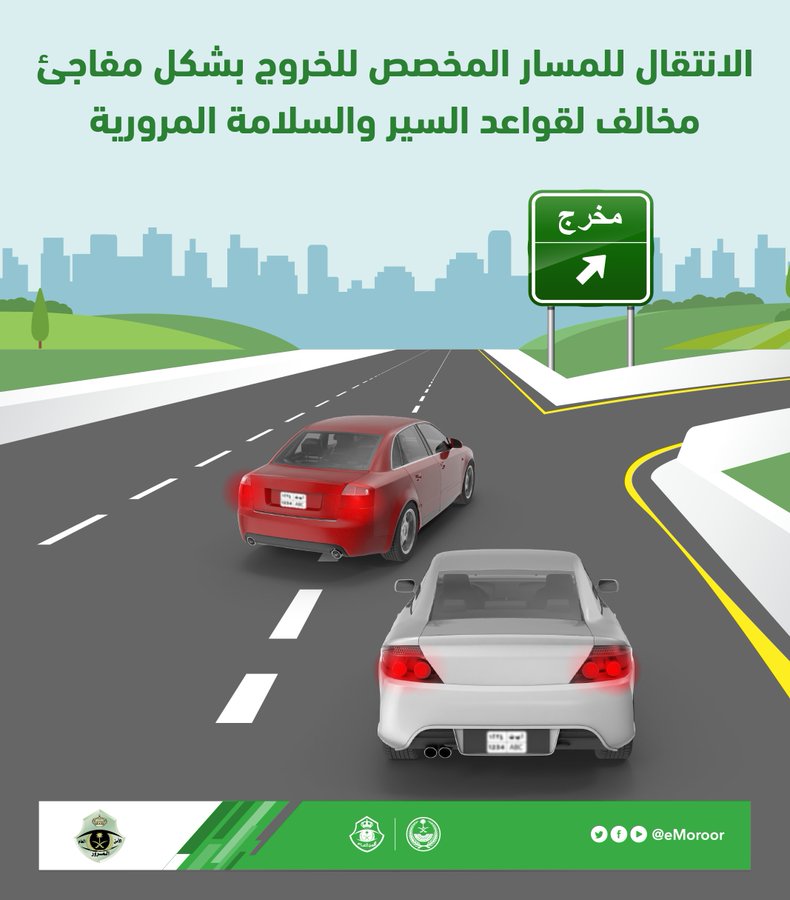 الانتقال للمسار المخصص للخروج بشكل مفاجئ
مخالف لقواعد السير والسلامة المرورية
مخرج
@eMoroor